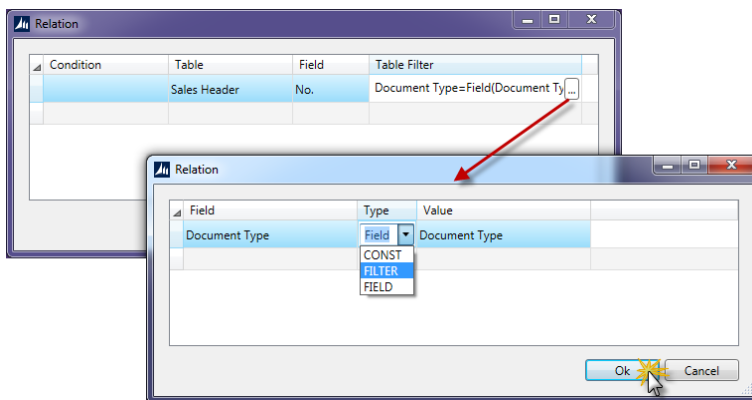 Relation
Condition Table Field Table Filter
Sales Header No. Document Type=Field(Document Ty ...
Relation
Field Type Value
Document Type Field Document Type
CONST
FILTER
FIELD
Ok Cancel